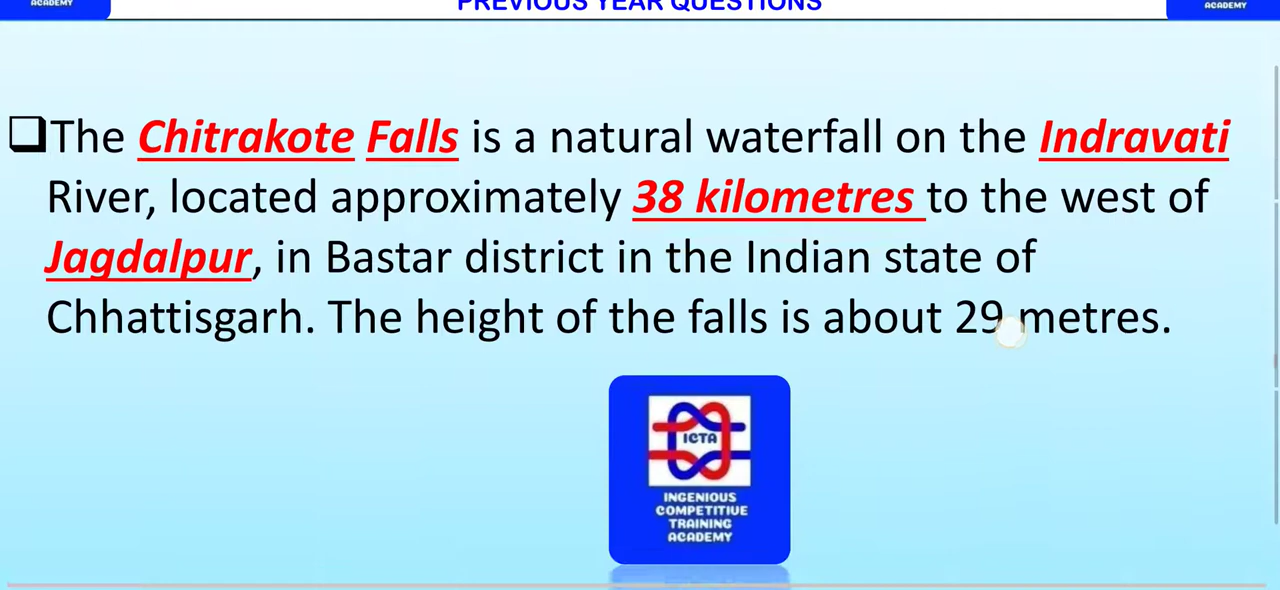 ACADEMY
PREVIOUS YEAR QUESTIONS
ACADEMY
The Chitrakote Falls is a natural waterfall on the Indravati
River, located approximately 38 kilometres to the west of
Jagdalpur, in Bastar district in the Indian state of
Chhattisgarh. The height of the falls is about 29 metres.
ICTA
INGENIOUS
COMPETITIVE
TRAINING
ACADEMY